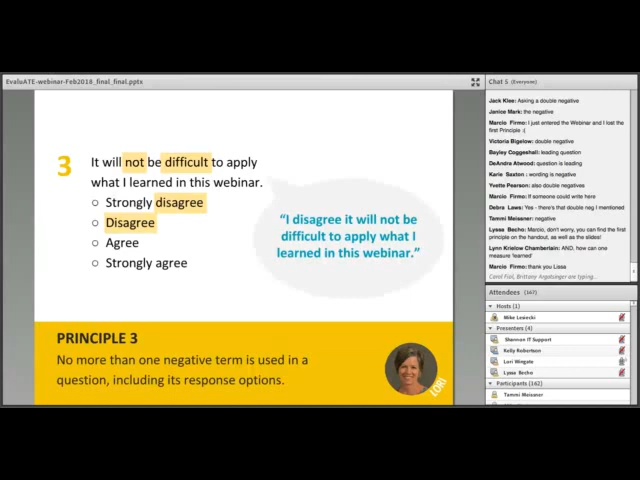 EvaluATE-webinar-Feb2018_final_final.pptx
3
It will not be difficult to apply
what I learned in this webinar.
Strongly disagree
Disagree
Agree
Strongly agree
“I disagree it will not be
difficult to apply what I
learned in this webinar.”
PRINCIPLE 3
No more than one negative term is used in a
question, including its response options.
LORI
Chat 5 (Everyone)
Jack Klee: Asking a double negative
Janice Mark: the negative
Marcio Firmo: I just entered the Webinar and I lost the
first Principle :(
Victoria Bigelow: double negative
Bayley Coggeshall: leading question
DeAndra Atwood: question is leading
Karie Saxton: wording is negative
Yvette Pearson: also double negatives
Marcio Firmo: If someone could write here
Debra Laws: Yes - there's that double neg I mentioned
Tammi Meissner: negative
Lyssa Becho: Marcio, don't worry, you can find the first
principle on the handout, as well as the slides!
Lynn Krielow Chamberlain: AND, how can one
measure 'learned'
Marcio Firmo: thank you Lissa
Carol Fiol, Brittany are typing...
Attendees (167)
Hosts (1)
Mike Lesiecki
Presenters (4)
Shannon IT Support
Kelly Robertson
Lori Wingate
Lyssa Becho
Participants (162)
Tammi Meissner